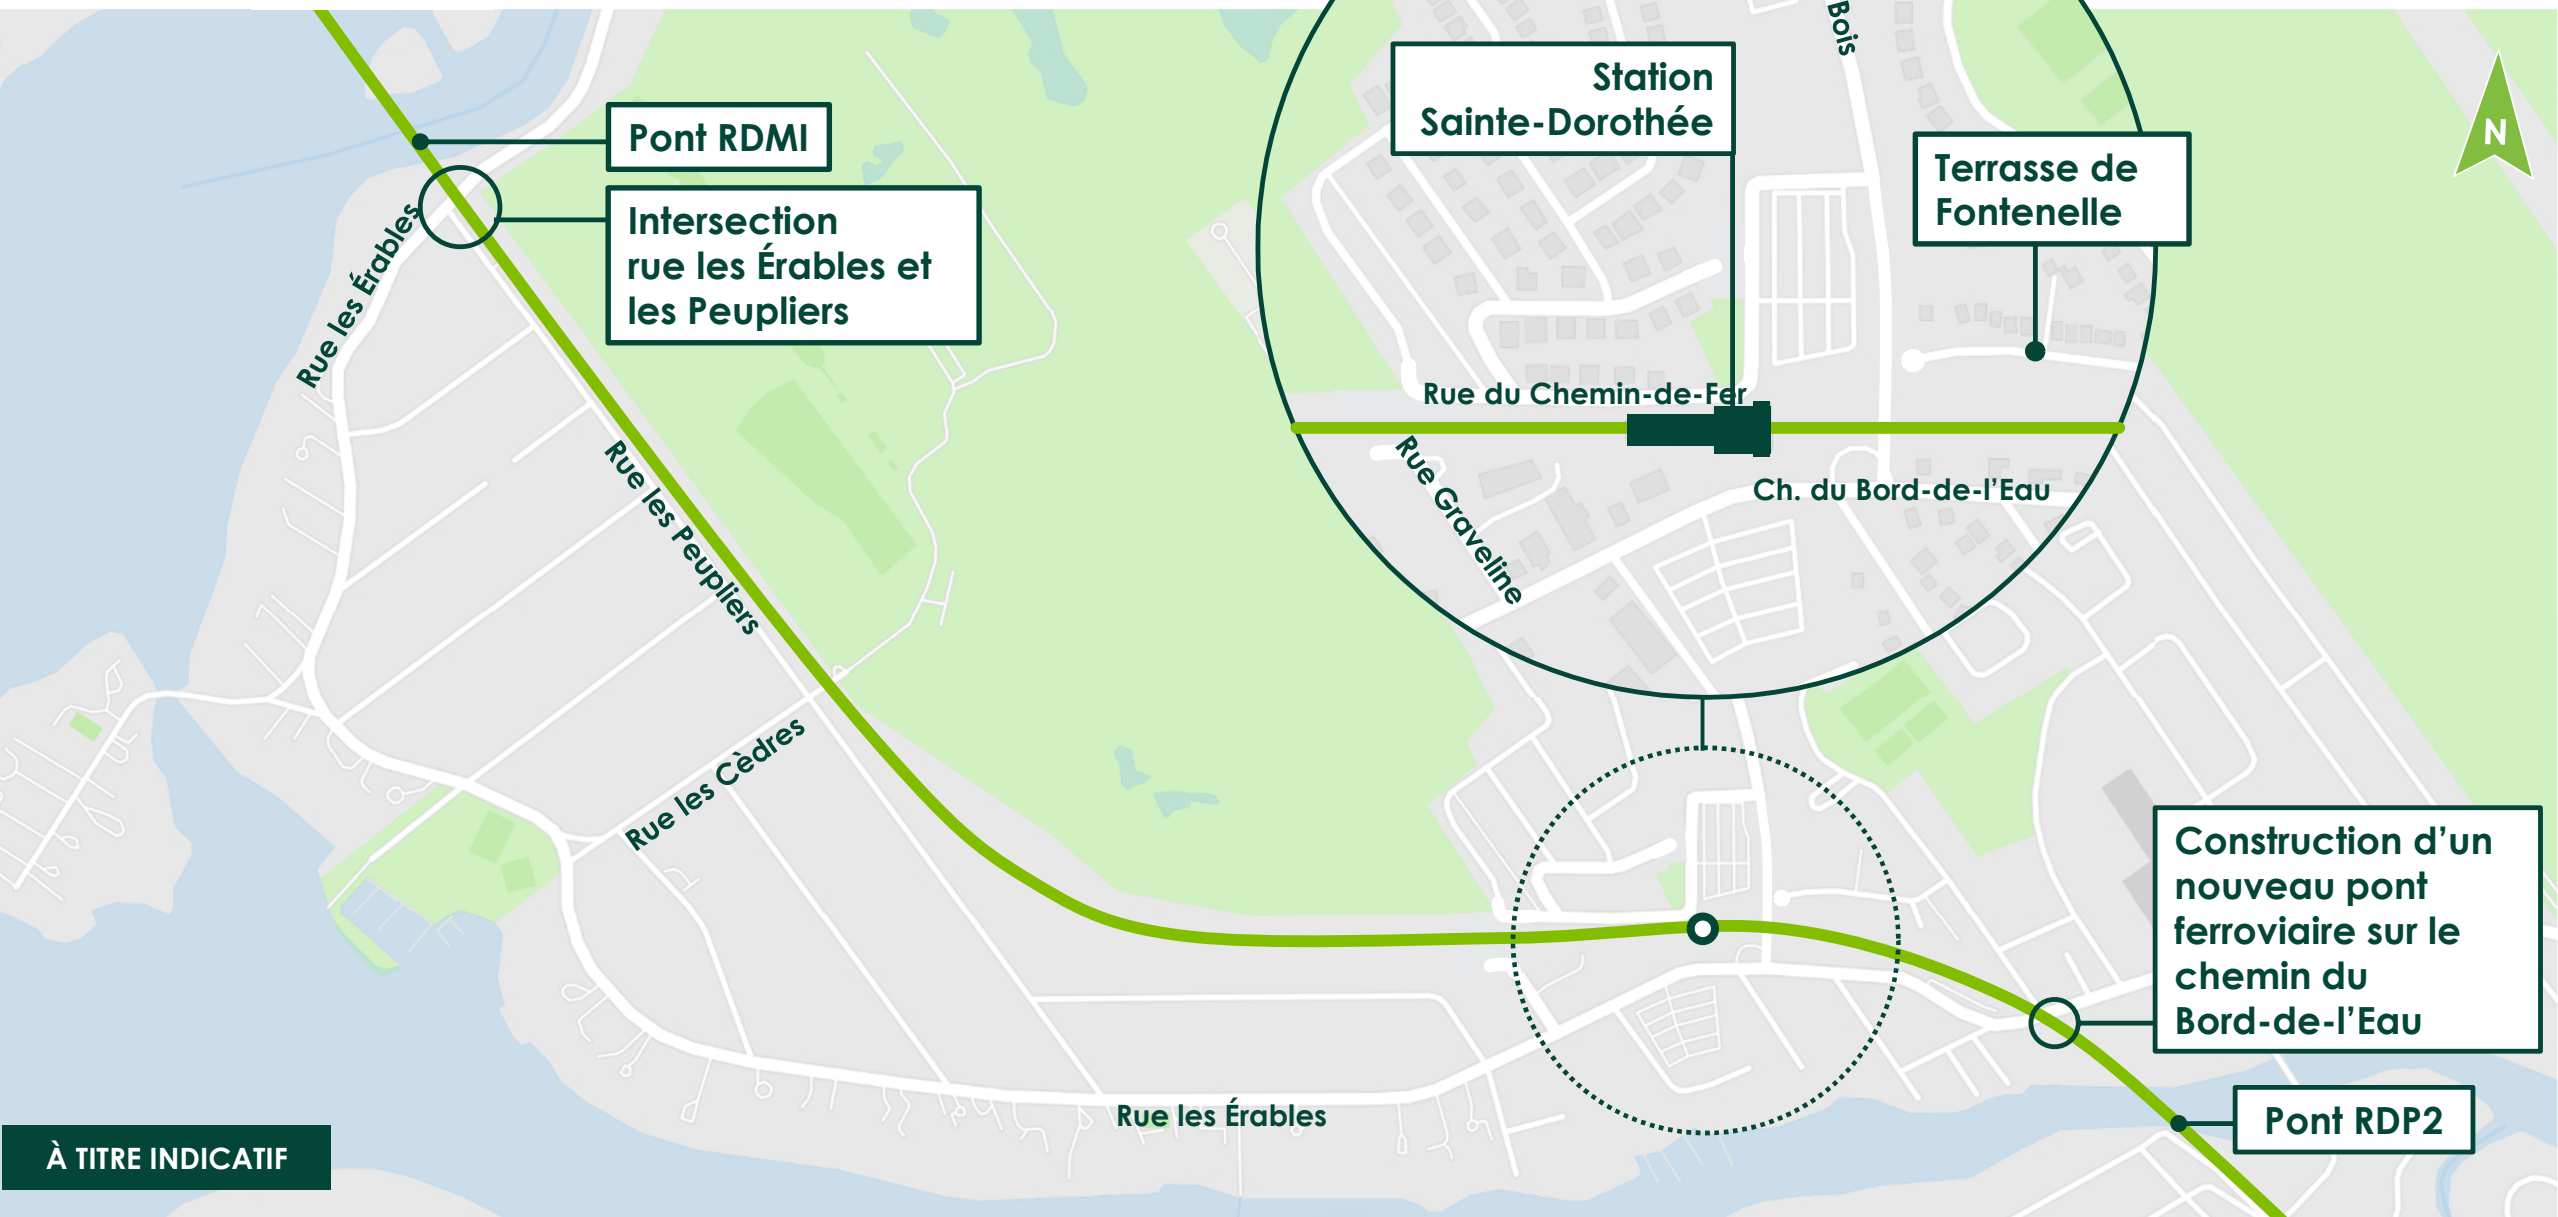 Bois
Station
Sainte-Dorothée
N
Pont RDMI
Terrasse de
Fontenelle
Intersection
rue les Érables et
les Peupliers
Rue les Érables
Rue du Chemin-de-Fer
Rue les Peupliers
Rue Graveline
Ch. du Bord-de-l'Eau
Rue les Cèdres
Construction d'un
nouveau pont
ferroviaire sur le
chemin du
Bord-de-l'Eau
Rue les Érables
Pont RDP2
À TITRE INDICATIF